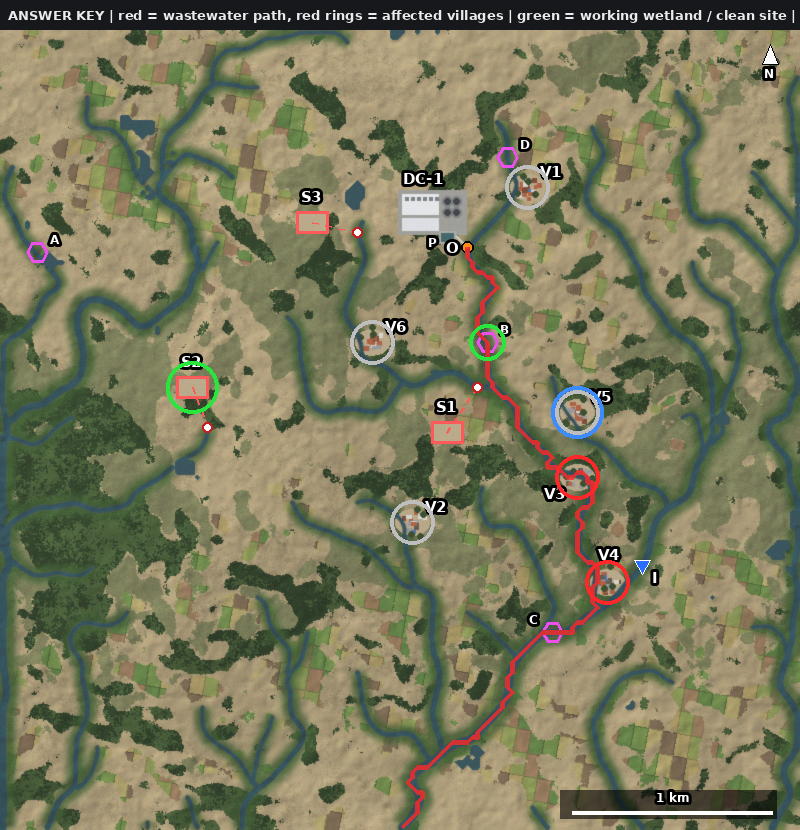 ANSWER KEY | red = wastewater path, red rings = affected villages | green = working wetland / clean site |
N
D
V1
DC-1
S3
A
P
O
V6
B
S2
V5
S1
V3
V2
V4
I
C
1 km